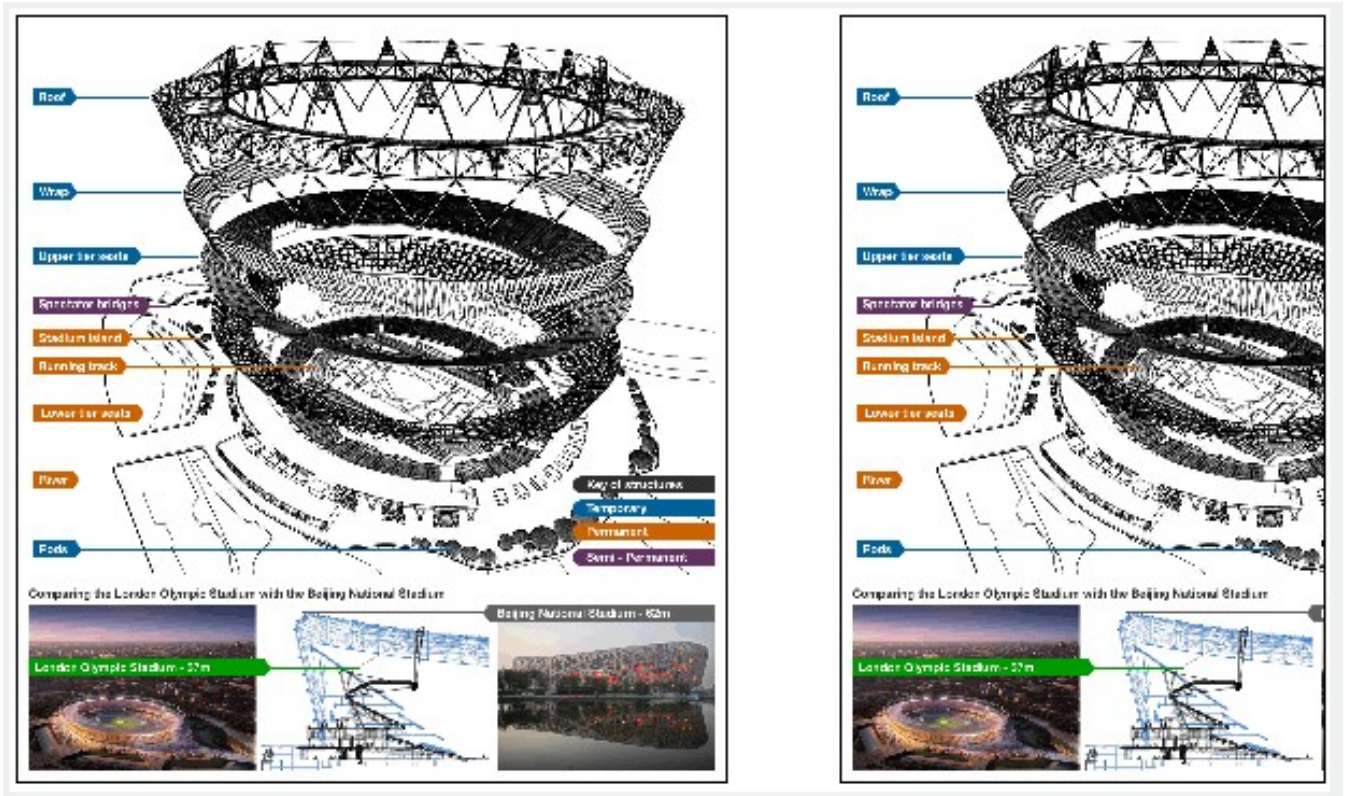 Roof
Wrap
Upper tier seats
Spectator bridges
Stadium Island
Running track
Lower tier seats
River
Pods
Key of structures
Temporary
Permanent
Semi - Permanent
Comparing the London Olympic Stadium with the Beijing National Stadium
Beijing National Stadium - 62m
London Olympic Stadium - 37m
Roof
Wrap
Upper tier seats
Spectator bridges
Stadium Island
Running track
Lower tier seats
River
Pods
Comparing the London Olympic Stadium with the Beijing National Stadium
London Olympic Stadium - 37m